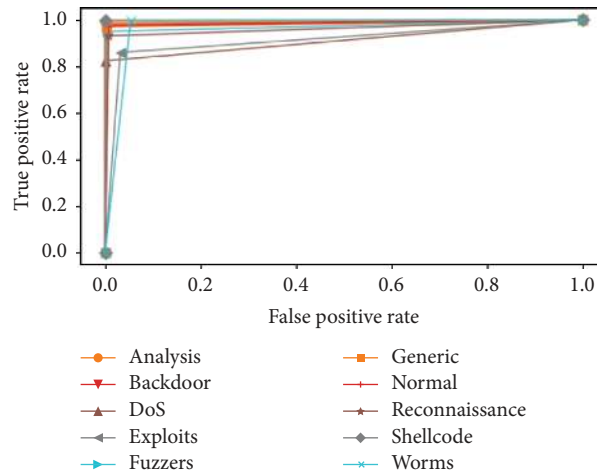 1.0
0.8
0.6
0.4
0.2
0.0
True positive rate
0.0 0.2 0.4 0.6 0.8 1.0
False positive rate
Analysis Generic
Backdoor Normal
DoS Reconnaissance
Exploits Shellcode
Fuzzers Worms